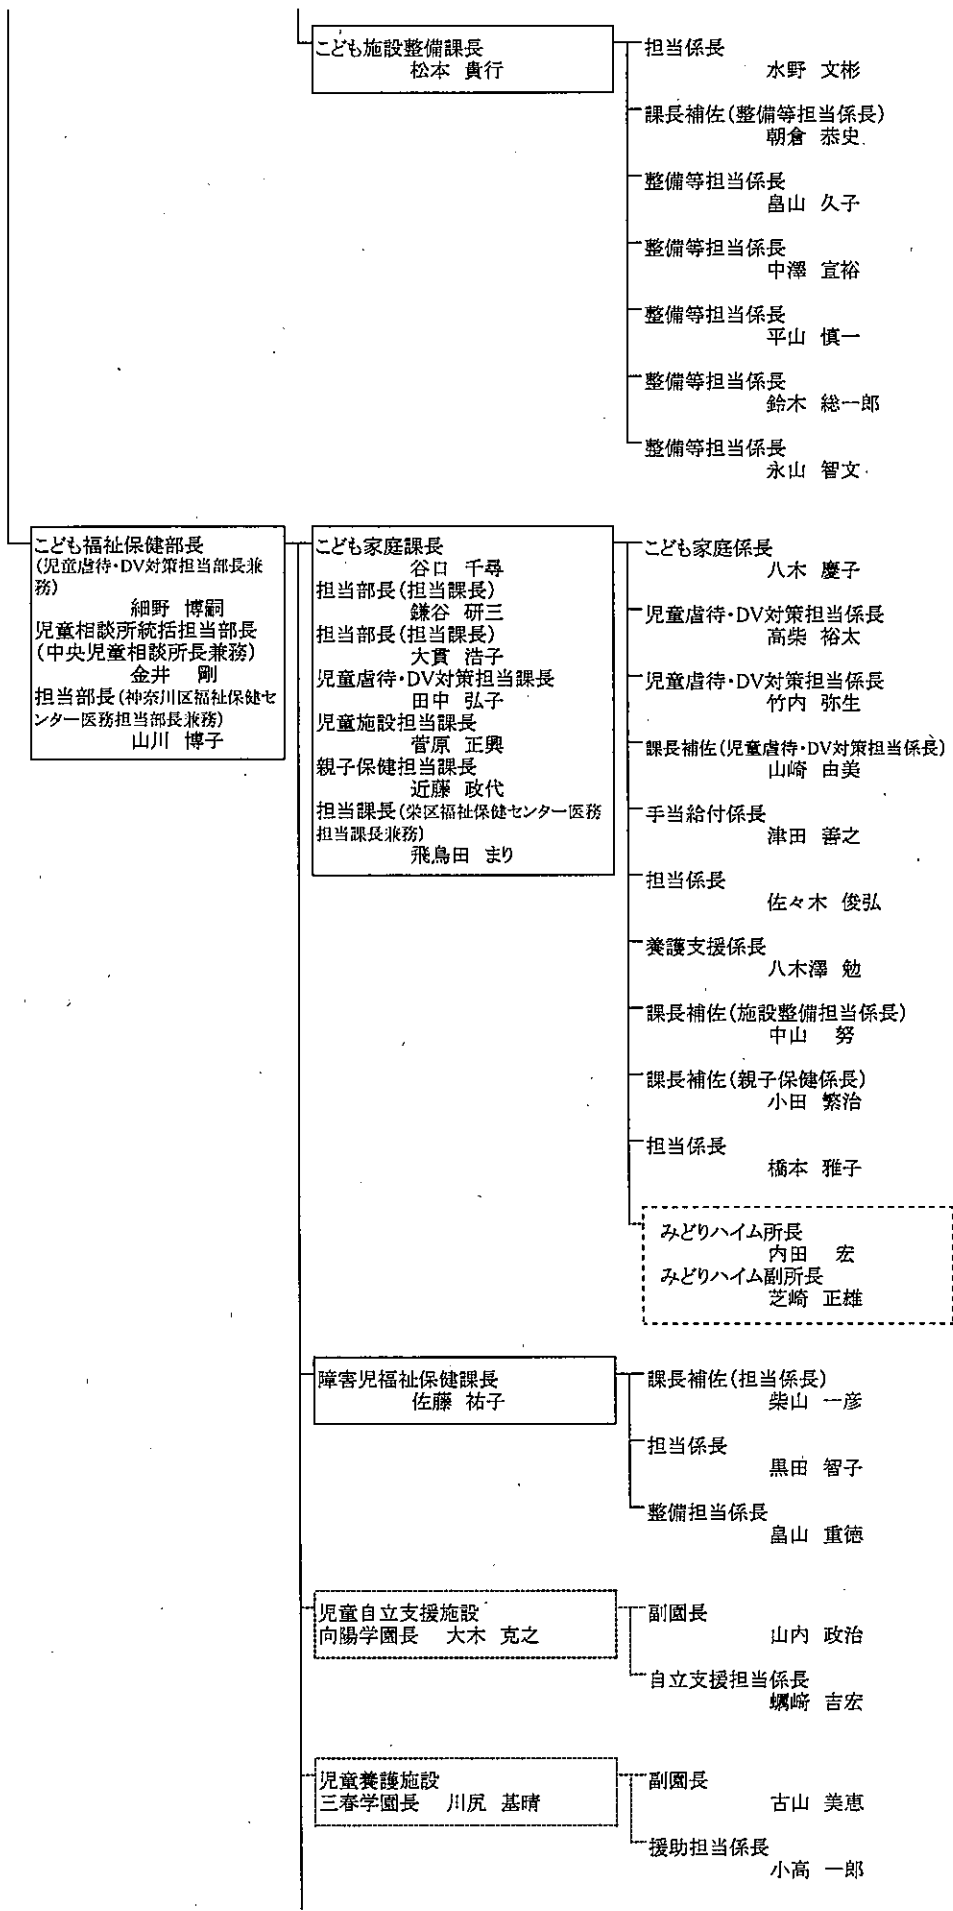 こども施設整備課長
松本 貴行
担当係長
水野 文彬
課長補佐(整備等担当係長)
朝倉 恭史
整備等担当係長
畠山 久子
整備等担当係長
中澤 宣裕
整備等担当係長
平山 慎一
整備等担当係長
鈴木 総一郎
整備等担当係長
永山 智文
こども福祉保健部長
(児童虐待・DV対策担当部長兼
務)
細野 博嗣
児童相談所統括担当部長
(中央児童相談所長兼務)
金井 剛
担当部長(神奈川区福祉保健セ
ンター医務担当部長兼務)
山川 博子
こども家庭課長
谷口 千尋
担当部長(担当課長)
鎌谷 研三
担当部長(担当課長)
大貫 浩子
児童虐待・DV対策担当課長
田中 弘子
児童施設担当課長
菅原 正興
親子保健担当課長
近藤 政代
担当課長(栄区福祉保健センター医務
担当課長兼務)
飛鳥田 まり
こども家庭係長
八木 慶子
児童虐待・DV対策担当係長
高柴 裕太
児童虐待・DV対策担当係長
竹内 弥生
課長補佐(児童虐待・DV対策担当係長)
山崎 由美
手当給付係長
津田 善之
担当係長
佐々木 俊弘
養護支援係長
八木澤 勉
課長補佐(施設整備担当係長)
中山 努
課長補佐(親子保健係長)
小田 繁治
担当係長
橋本 雅子
みどりハイム所長
内田 宏
みどりハイム副所長
芝崎 正雄
障害児福祉保健課長
佐藤 祐子
課長補佐(担当係長)
柴山 一彦
担当係長
黒田 智子
整備担当係長
畠山 重徳
児童自立支援施設
向陽学園長 大木 克之
副園長
山内 政治
自立支援担当係長
蠣﨑 吉宏
児童養護施設
三春学園長 川尻 基晴
副園長
古山 美恵
援助担当係長
小高 一郎